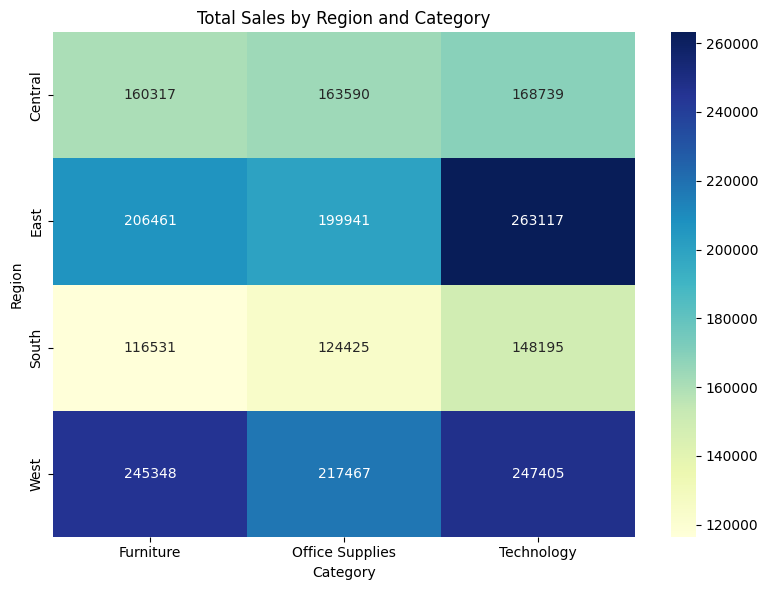 Total Sales by Region and Category
Region
Central
160317 163590 168739
East
206461 199941 263117
South
116531 124425 148195
West
245348 217467 247405
Furniture Office Supplies Technology
Category
260000
240000
220000
200000
180000
160000
140000
120000